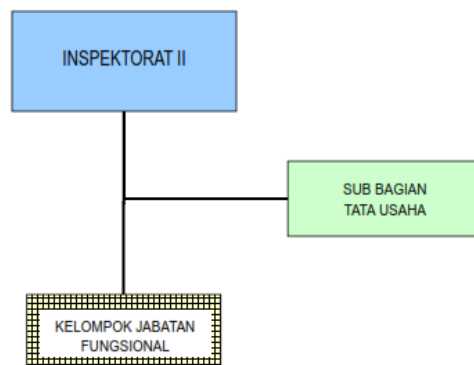 INSPEKTORAT II
SUB BAGIAN
TATA USAHA
KELOMPOK JABATAN
FUNGSIONAL